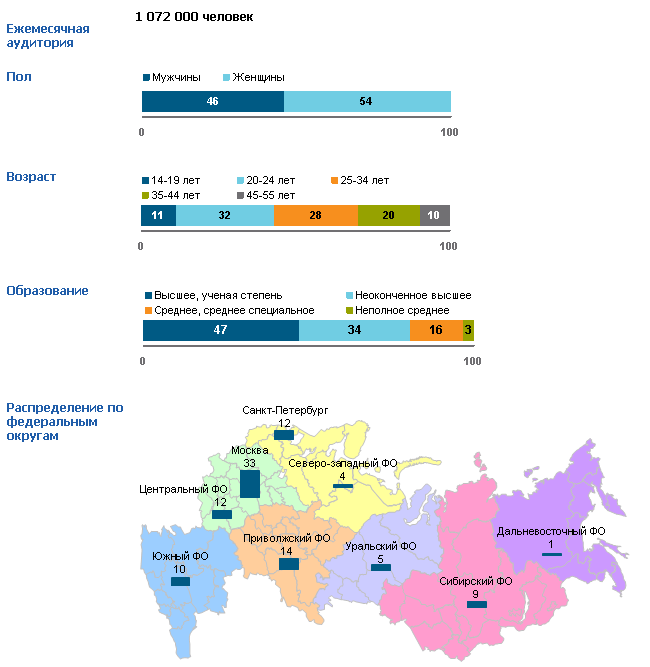 1 072 000 человек
Ежемесячная
аудитория
Пол
Мужчины Женщины
46 54
0 100
Возраст
14-19 лет 20-24 лет 25-34 лет
35-44 лет 45-55 лет
11 32 28 20 10
0 100
Образование
Высшее, ученая степень Неоконченное высшее
Среднее, среднее специальное Неполное среднее
47 34 16 3
0 100
Распределение по
федеральным
округам
Санкт-Петербург
12
Москва
33
Северо-западный ФО
4
Центральный ФО
12
Приволжский ФО
14
Уральский ФО
5
Дальневосточный ФО
1
Южный ФО
10
Сибирский ФО
9